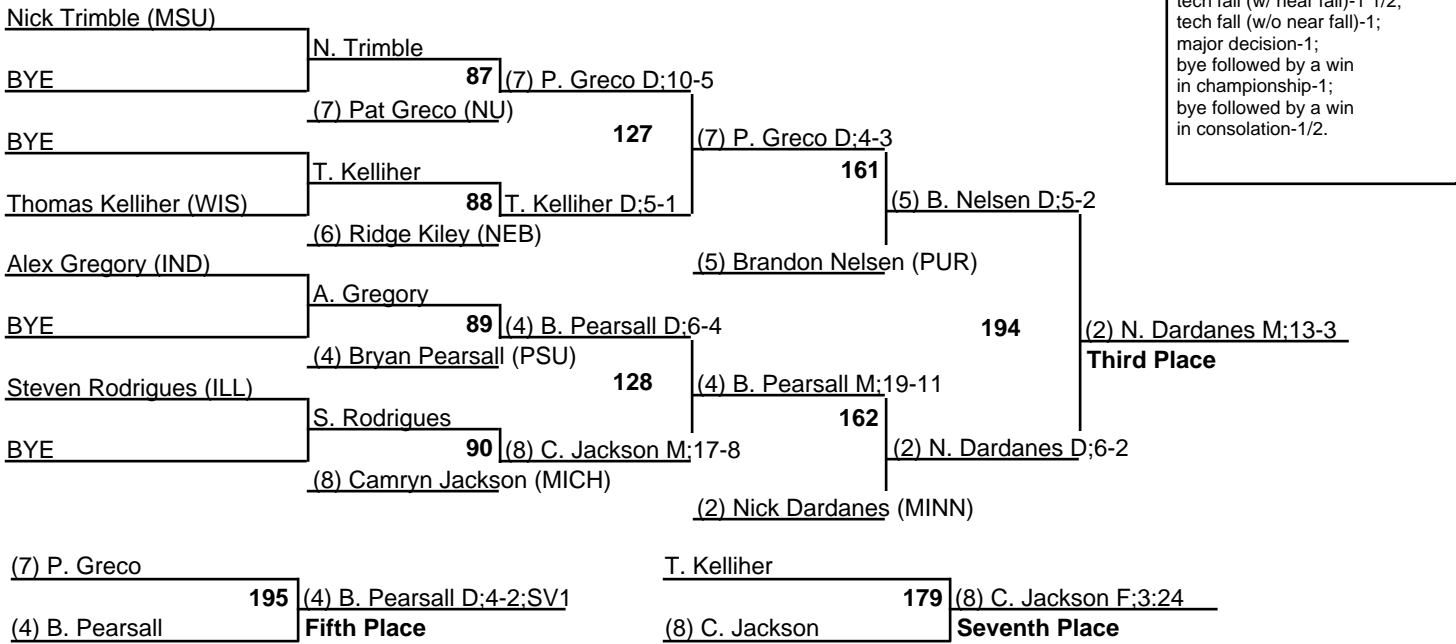 tech fall (w/ near fall)-1 1/2;
tech fall (w/o near fall)-1;
major decision-1;
bye followed by a win
in championship-1;
bye followed by a win
in consolation-1/2.
Nick Trimble (MSU)
N. Trimble
BYE
87
(7) P. Greco D;10-5
(7) Pat Greco (NU)
127
(7) P. Greco D;4-3
BYE
T. Kelliher
161
Thomas Kelliher (WIS)
88
T. Kelliher D;5-1
(5) B. Nelsen D;5-2
(6) Ridge Kiley (NEB)
(5) Brandon Nelsen (PUR)
Alex Gregory (IND)
A. Gregory
BYE
89
(4) B. Pearsall D;6-4
194
(2) N. Dardanes M;13-3
Third Place
(4) Bryan Pearsall (PSU)
128
(4) B. Pearsall M;19-11
Steven Rodrigues (ILL)
S. Rodrigues
162
BYE
90
(8) C. Jackson M;17-8
(2) N. Dardanes D;6-2
(8) Camryn Jackson (MICH)
(2) Nick Dardanes (MINN)
(7) P. Greco
195
(4) B. Pearsall D;4-2;SV1
(4) B. Pearsall
Fifth Place
T. Kelliher
179
(8) C. Jackson F;3:24
(8) C. Jackson
Seventh Place